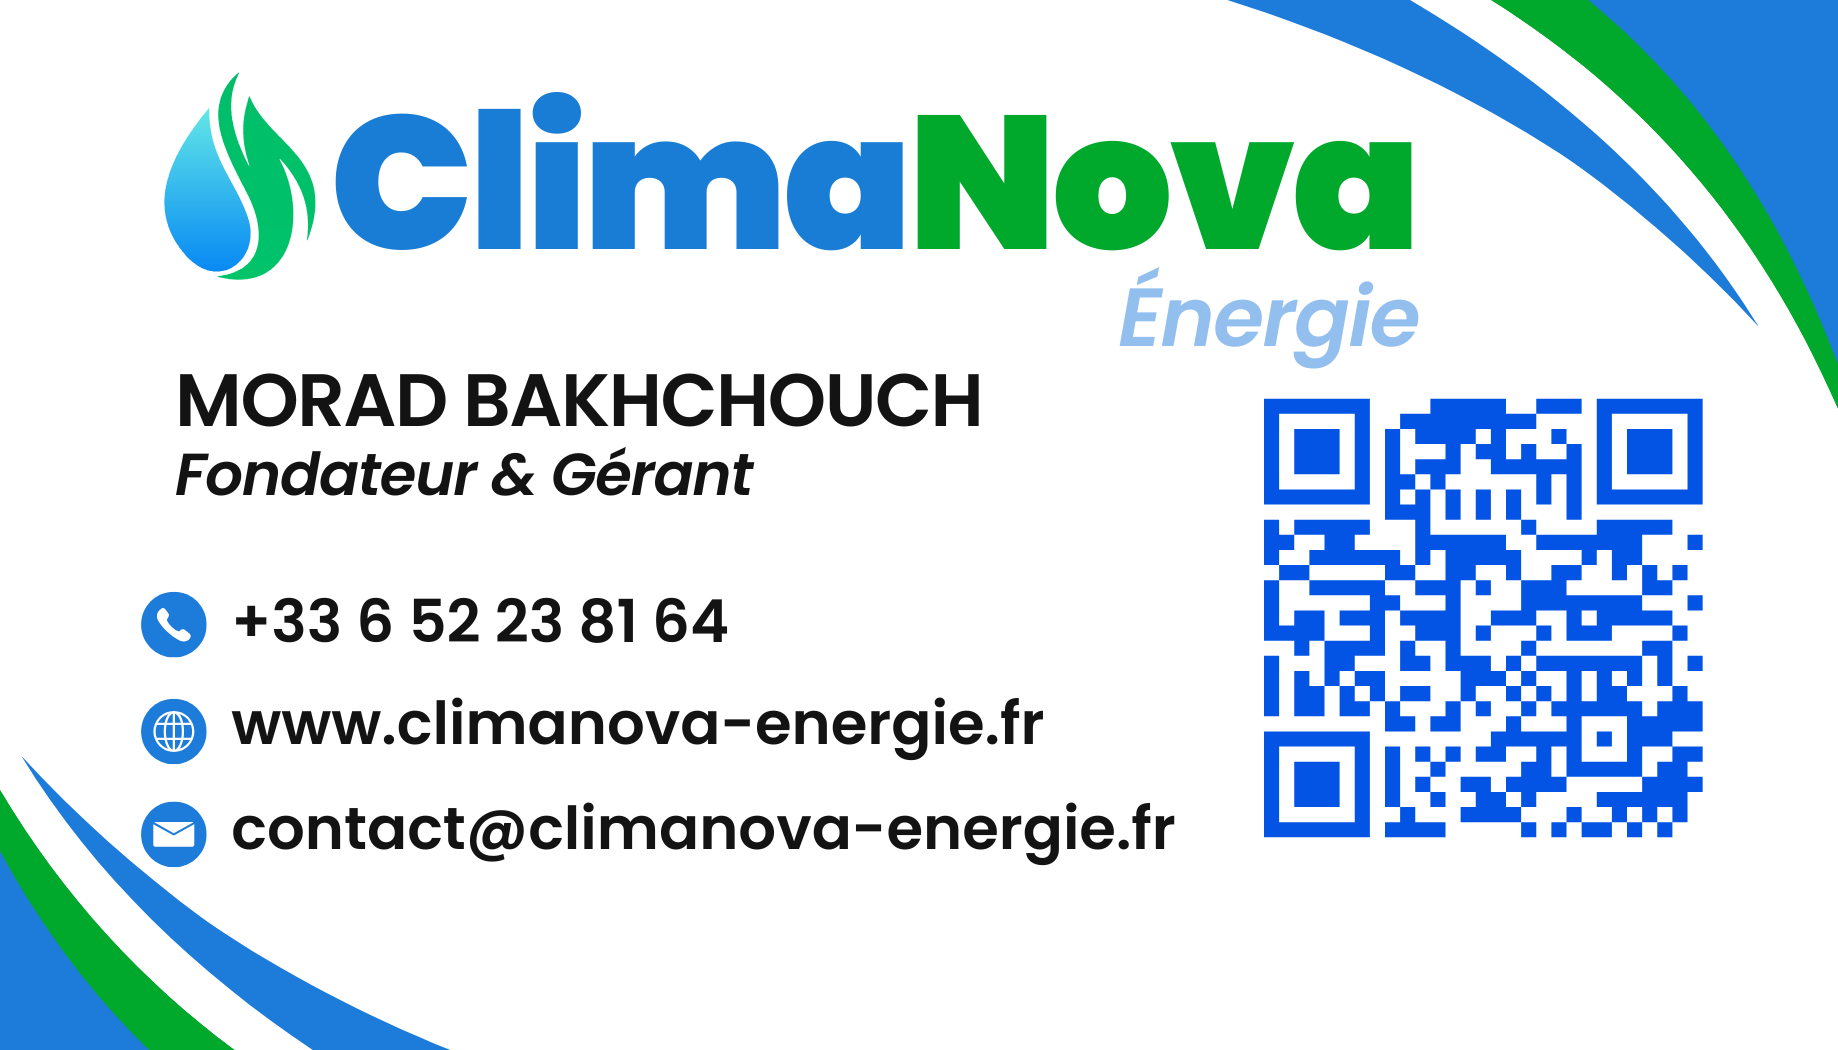 ClimaNova
Énergie
MORAD BAKHCHOUCH
Fondateur & Gérant
+33 6 52 23 81 64
www.climanova-energie.fr
contact@climanova-energie.fr